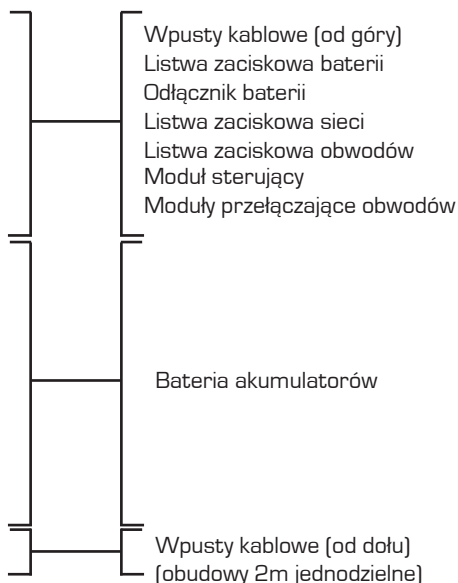 Wpusty kablowe (od góry)
Listwa zaciskowa baterii
Odłącznik baterii
Listwa zaciskowa sieci
Listwa zaciskowa obwodów
Moduł sterujący
Moduły przełączające obwodów
Bateria akumulatorów
Wpusty kablowe (od dołu)
(obudowy 2m jednodzielne)